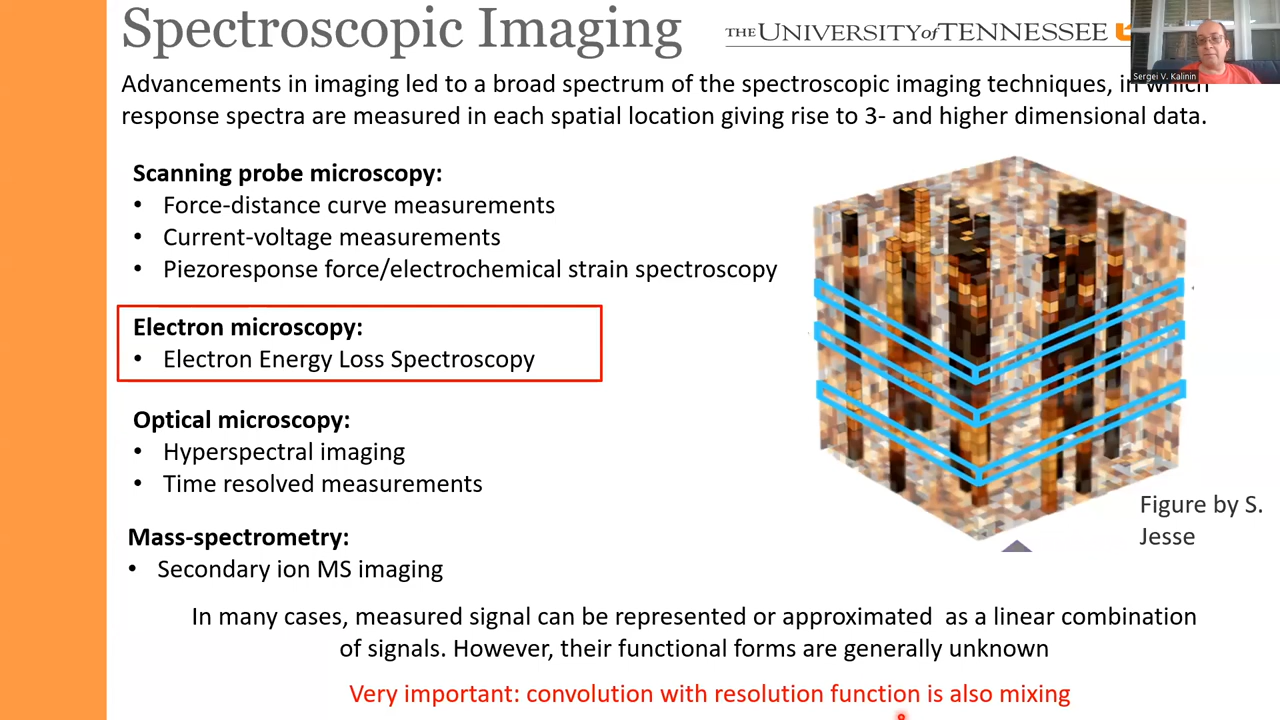 Spectroscopic Imaging
THE UNIVERSITY of TENNESSEE
Sergei V. Kalinin
Advancements in imaging led to a broad spectrum of the spectroscopic imaging techniques, in which
response spectra are measured in each spatial location giving rise to 3- and higher dimensional data.
Scanning probe microscopy:
• Force-distance curve measurements
• Current-voltage measurements
• Piezoresponse force/electrochemical strain spectroscopy
Electron microscopy:
• Electron Energy Loss Spectroscopy
Optical microscopy:
• Hyperspectral imaging
• Time resolved measurements
Mass-spectrometry:
• Secondary ion MS imaging
Figure by S.
Jesse
In many cases, measured signal can be represented or approximated as a linear combination
of signals. However, their functional forms are generally unknown
Very important: convolution with resolution function is also mixing